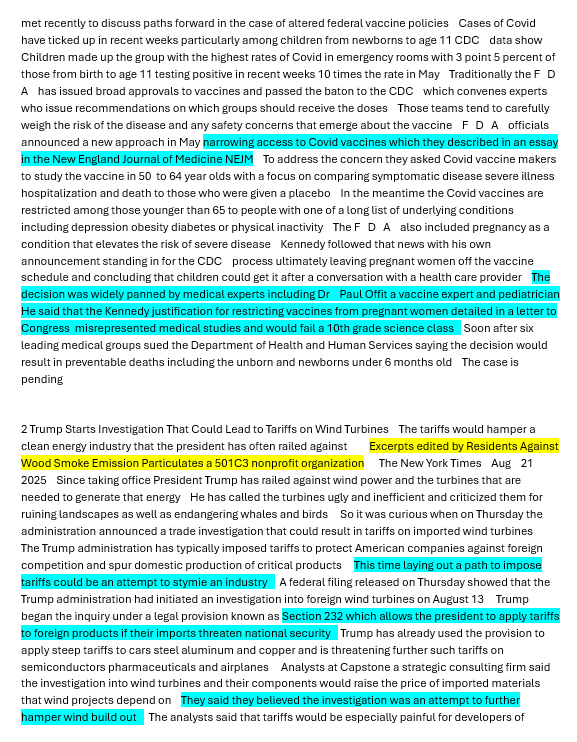 met recently to discuss paths forward in the case of altered federal vaccine policies    Cases of Covid
have ticked up in recent weeks particularly among children from newborns to age 11 CDC    data show
Children made up the group with the highest rates of Covid in emergency rooms with 3 point 5 percent of
those from birth to age 11 testing positive in recent weeks 10 times the rate in May    Traditionally the F   D
A   has issued broad approvals to vaccines and passed the baton to the CDC   which convenes experts
who issue recommendations on which groups should receive the doses    Those teams tend to carefully
weigh the risk of the disease and any safety concerns that emerge about the vaccine    F   D   A   officials
announced a new approach in May narrowing access to Covid vaccines which they described in an essay
in the New England Journal of Medicine NEJM    To address the concern they asked Covid vaccine makers
to study the vaccine in 50  to 64 year olds with a focus on comparing symptomatic disease severe illness
hospitalization and death to those who were given a placebo    In the meantime the Covid vaccines are
restricted among those younger than 65 to people with one of a long list of underlying conditions
including depression obesity diabetes or physical inactivity    The F   D   A   also included pregnancy as a
condition that elevates the risk of severe disease    Kennedy followed that news with his own
announcement standing in for the CDC    process ultimately leaving pregnant women off the vaccine
schedule and concluding that children could get it after a conversation with a health care provider    The
decision was widely panned by medical experts including Dr    Paul Offit a vaccine expert and pediatrician
He said that the Kennedy justification for restricting vaccines from pregnant women detailed in a letter to
Congress  misrepresented medical studies and would fail a 10th grade science class    Soon after six
leading medical groups sued the Department of Health and Human Services saying the decision would
result in preventable deaths including the unborn and newborns under 6 months old    The case is
pending
2 Trump Starts Investigation That Could Lead to Tariffs on Wind Turbines    The tariffs would hamper a
clean energy industry that the president has often railed against    Excerpts edited by Residents Against
Wood Smoke Emission Particulates a 501C3 nonprofit organization    The New York Times    Aug    21
2025    Since taking office President Trump has railed against wind power and the turbines that are
needed to generate that energy    He has called the turbines ugly and inefficient and criticized them for
ruining landscapes as well as endangering whales and birds    So it was curious when on Thursday the
administration announced a trade investigation that could result in tariffs on imported wind turbines
The Trump administration has typically imposed tariffs to protect American companies against foreign
competition and spur domestic production of critical products    This time laying out a path to impose
tariffs could be an attempt to stymie an industry    A federal filing released on Thursday showed that the
Trump administration had initiated an investigation into foreign wind turbines on August 13    Trump
began the inquiry under a legal provision known as Section 232 which allows the president to apply tariffs
to foreign products if their imports threaten national security    Trump has already used the provision to
apply steep tariffs to cars steel aluminum and copper and is threatening further such tariffs on
semiconductors pharmaceuticals and airplanes    Analysts at Capstone a strategic consulting firm said
the investigation into wind turbines and their components would raise the price of imported materials
that wind projects depend on    They said they believed the investigation was an attempt to further
hamper wind build out    The analysts said that tariffs would be especially painful for developers of